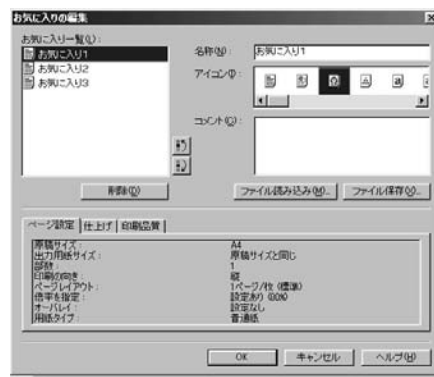 お気に入りの編集
お気に入り一覧(L):
お気に入り1
お気に入り2
お気に入り3
名称(N):
お気に入り1
アイコン(I):
コメント(C):
削除(D)
ファイル読み込み(M)...
ファイル保存(X)...
ページ設定 仕上げ 印刷品質
原稿サイズ: A4
出力用紙サイズ: 原稿サイズと同じ
部数: 1
印刷の向き: 縦
ページレイアウト: 1ページ/枚 (標準)
倍率を指定: 設定あり
オーバレイ: 設定なし
用紙タイプ: 普通紙
OK
キャンセル
ヘルプ(H)